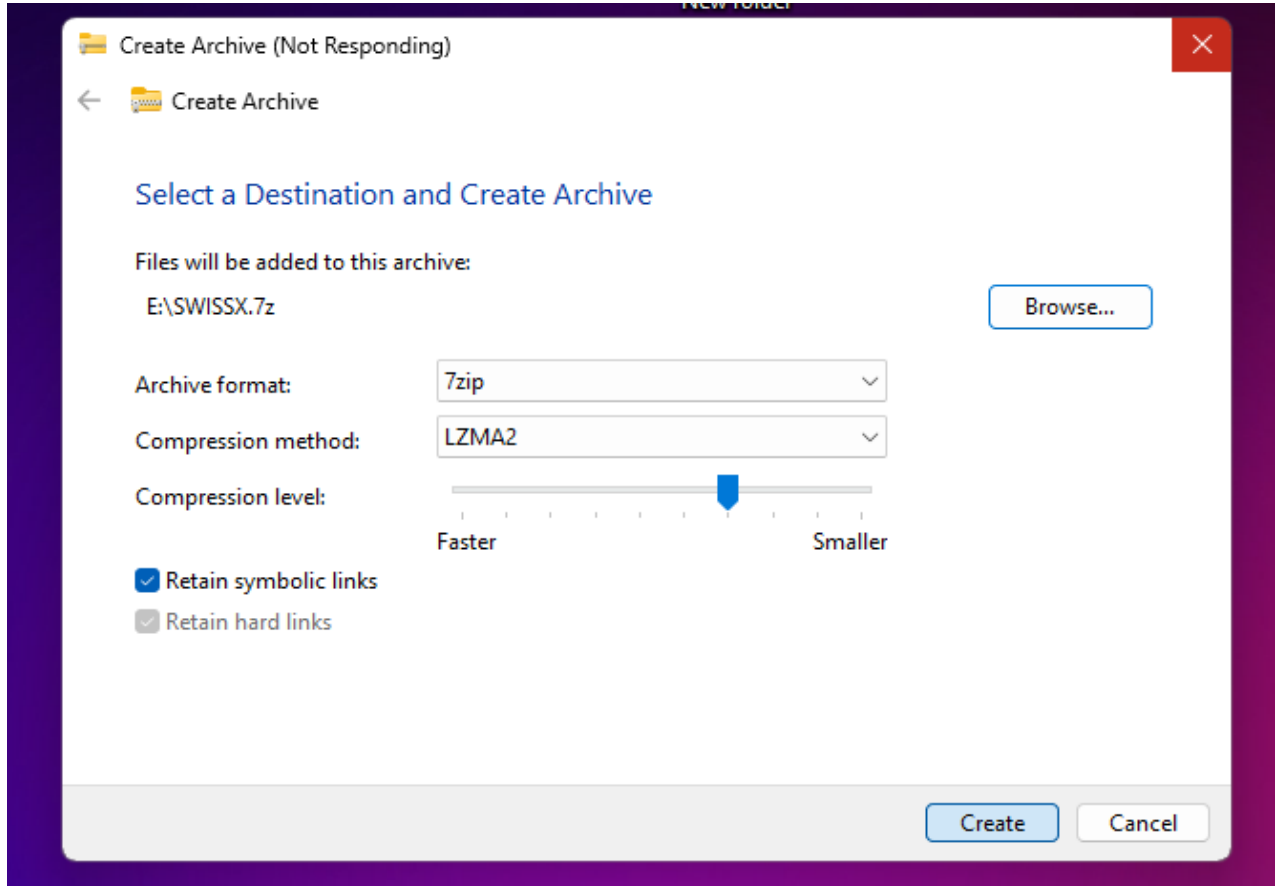 New folder
Create Archive (Not Responding)
Create Archive
Select a Destination and Create Archive
Files will be added to this archive:
E:\SWISSX.7z
Browse...
Archive format:
7zip
Compression method:
LZMA2
Compression level:
Faster
Smaller
Retain symbolic links
Retain hard links
Create
Cancel